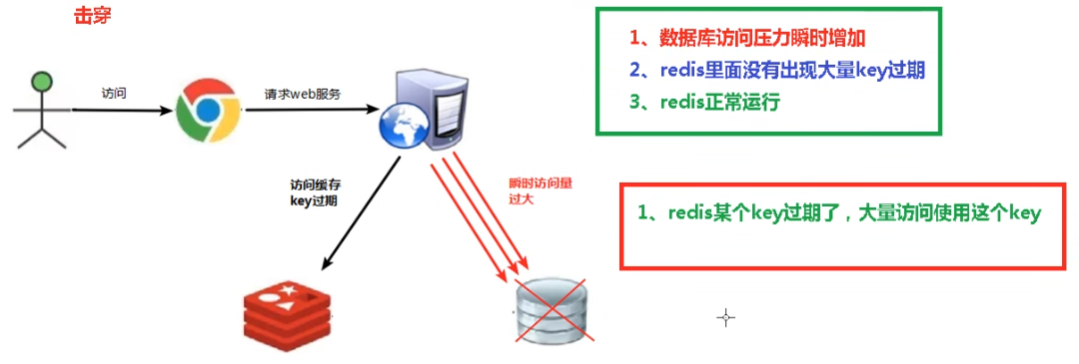 击穿
1、数据库访问压力瞬时增加
2、redis里面没有出现大量key过期
3、redis正常运行
访问
请求web服务
访问缓存
key过期
瞬时访问量
过大
1、redis某个key过期了，大量访问使用这个key